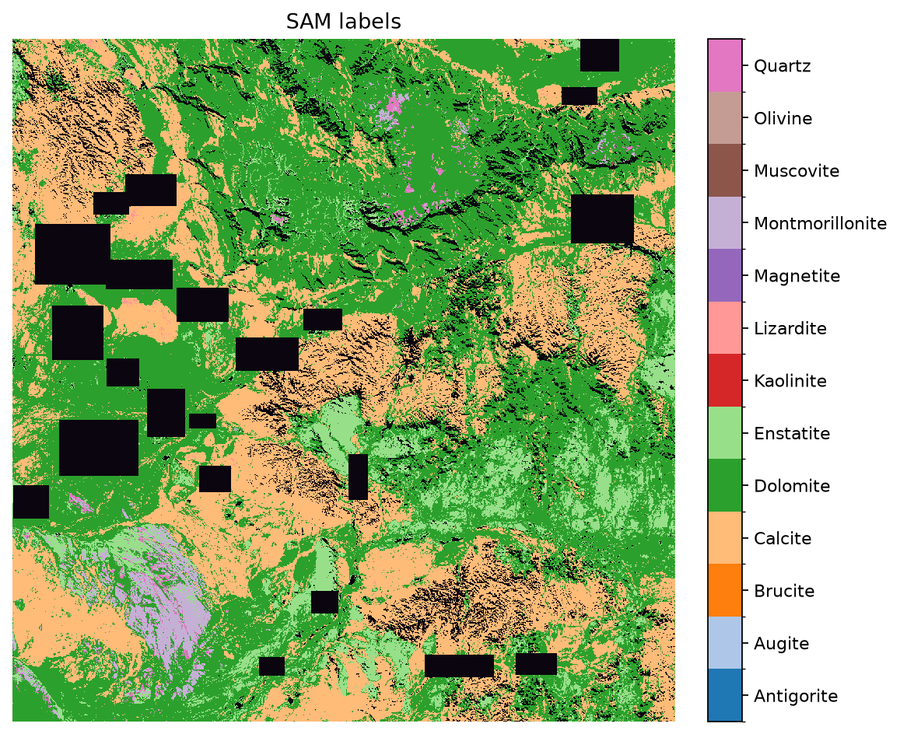 SAM labels
Quartz
Olivine
Muscovite
Montmorillonite
Magnetite
Lizardite
Kaolinite
Enstatite
Dolomite
Calcite
Brucite
Augite
Antigorite